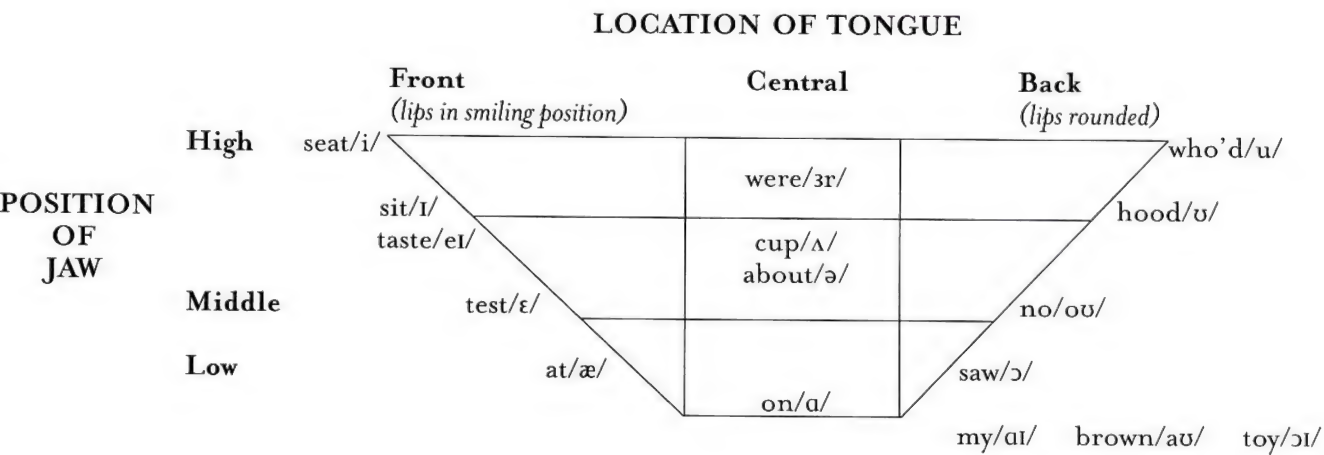 LOCATION OF TONGUE
Front Central Back
(lips in smiling position) (lips rounded)
High seat/i/ who'd/u/
were/ɜr/
POSITION
OF
JAW
sit/ɪ/ hood/ʊ/
taste/eɪ/ cup/ʌ/
about/ə/
Middle test/ɛ/ no/oʊ/
Low at/æ/ saw/ɔ/
on/ɑ/
my/ɑɪ/ brown/aʊ/ toy/ɔɪ/